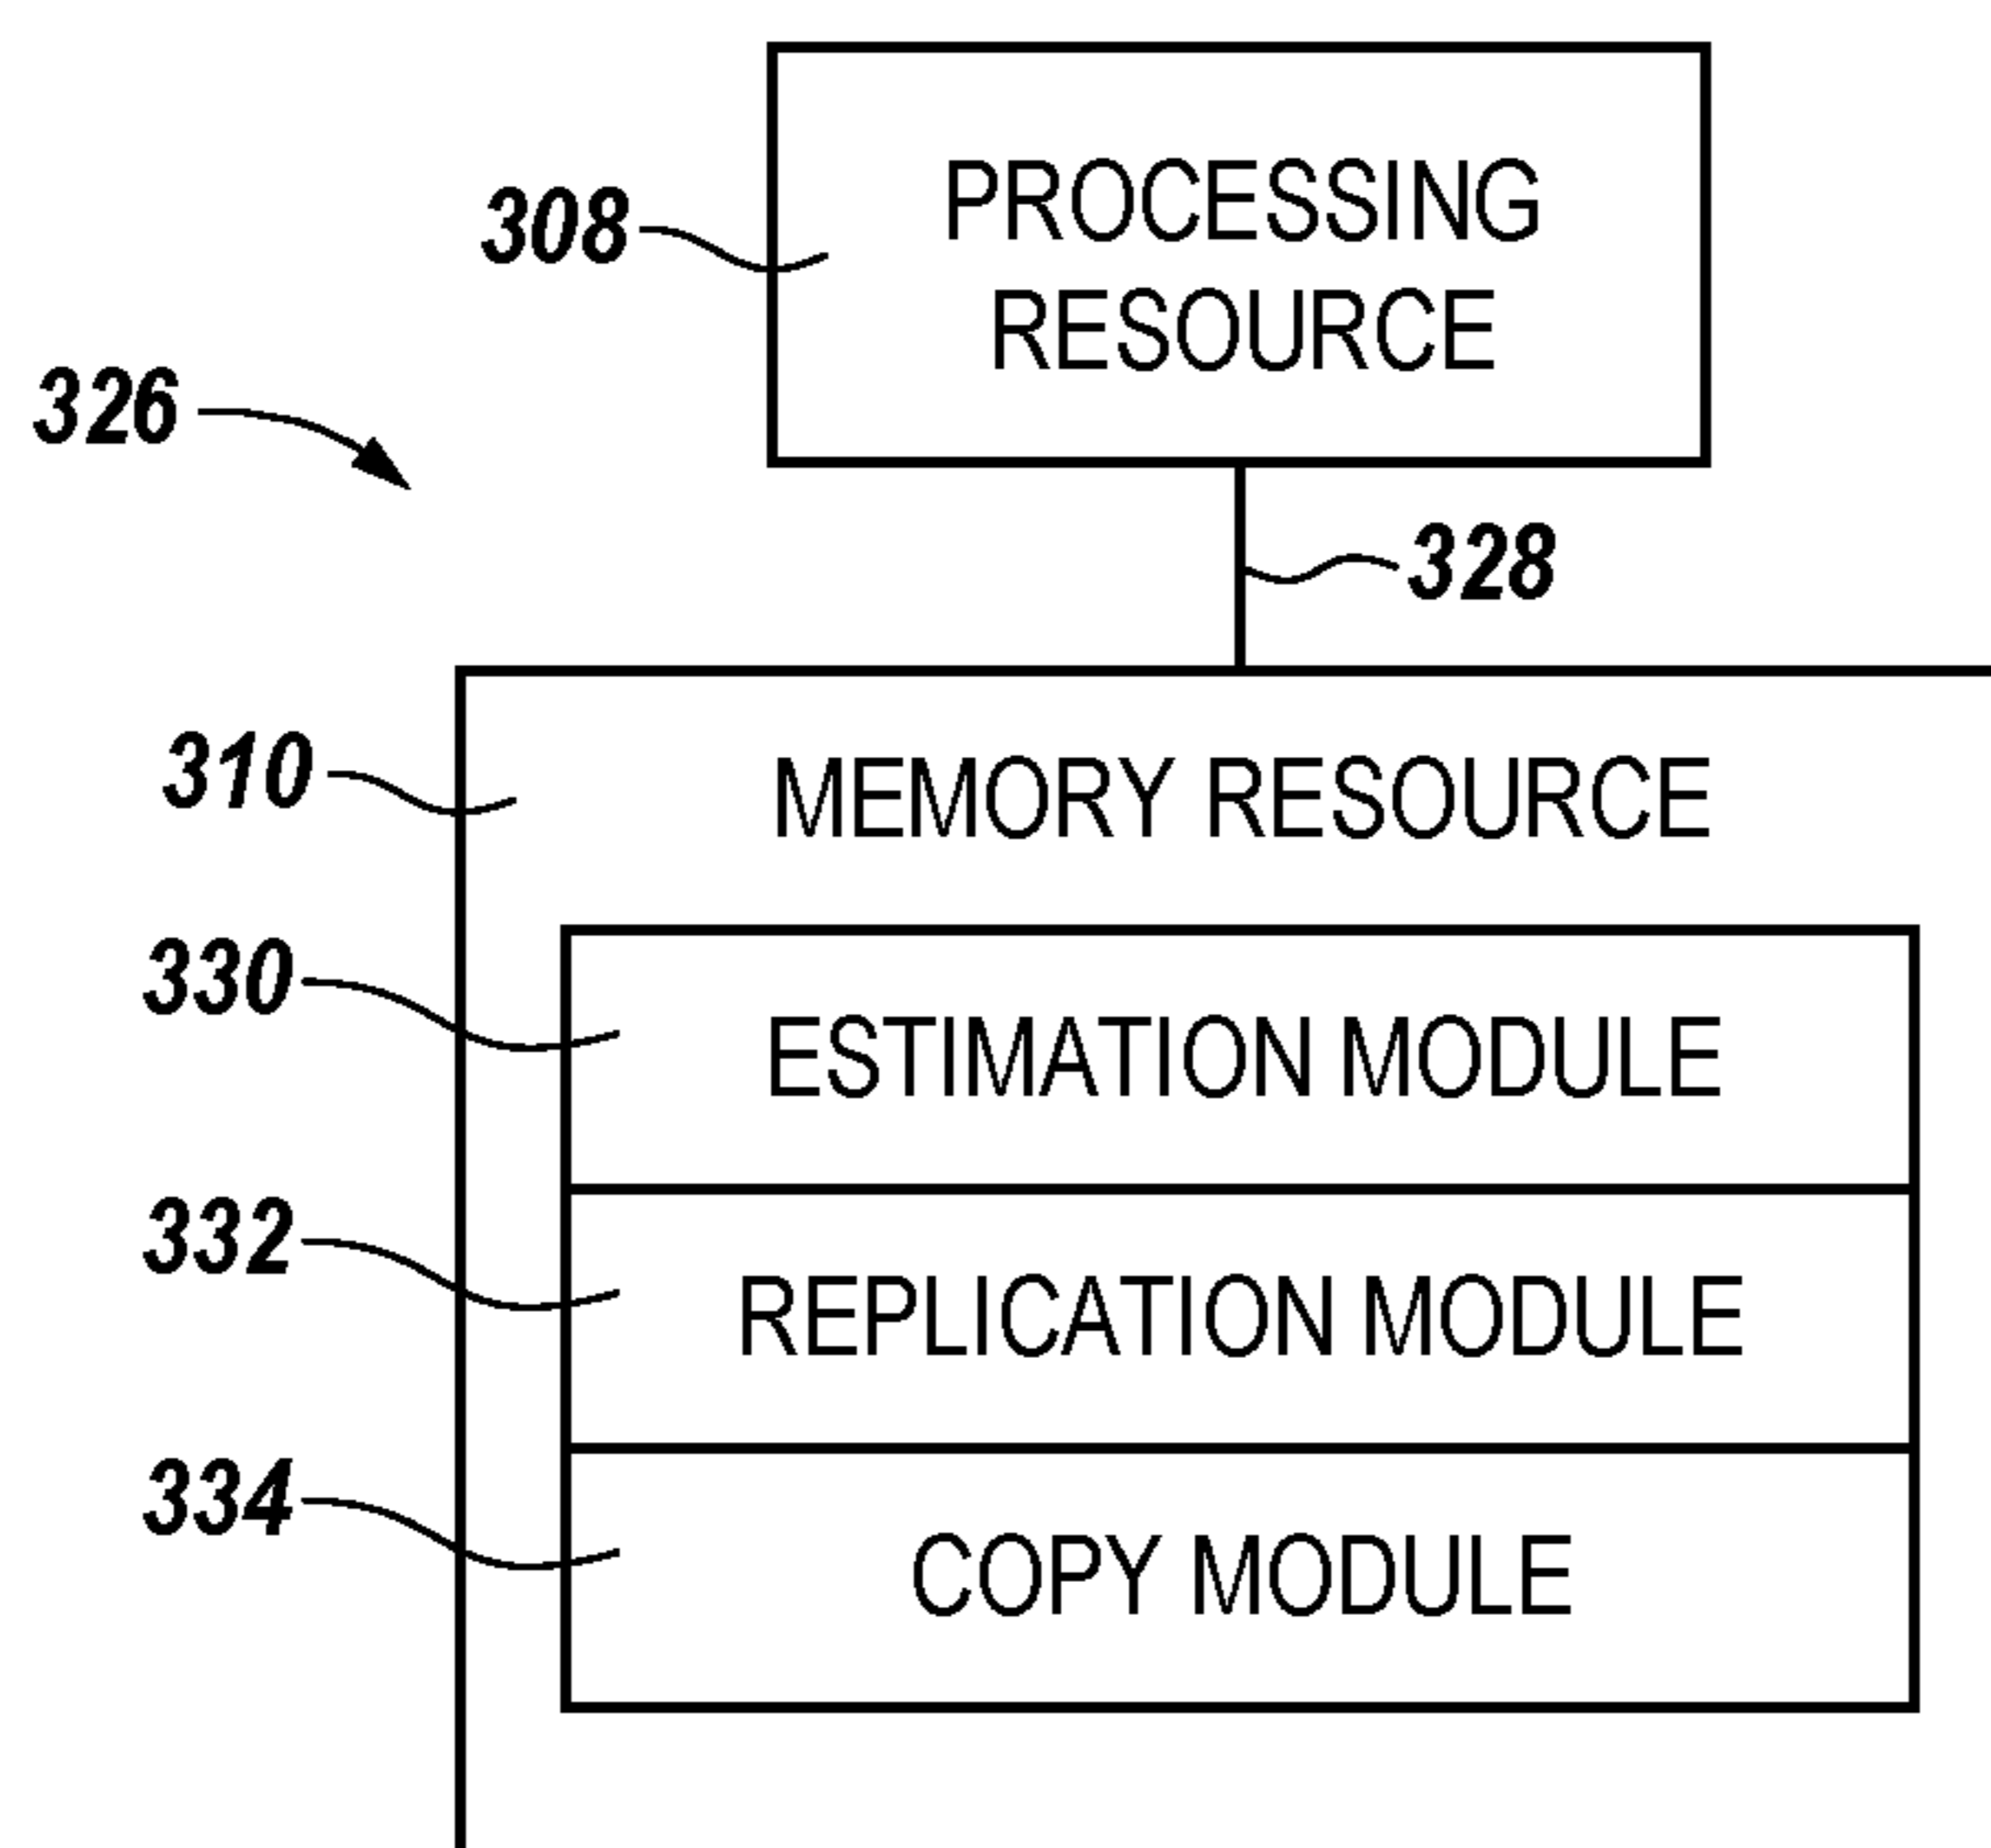 308
PROCESSING
RESOURCE
326
328
310
MEMORY RESOURCE
330
ESTIMATION MODULE
332
REPLICATION MODULE
334
COPY MODULE